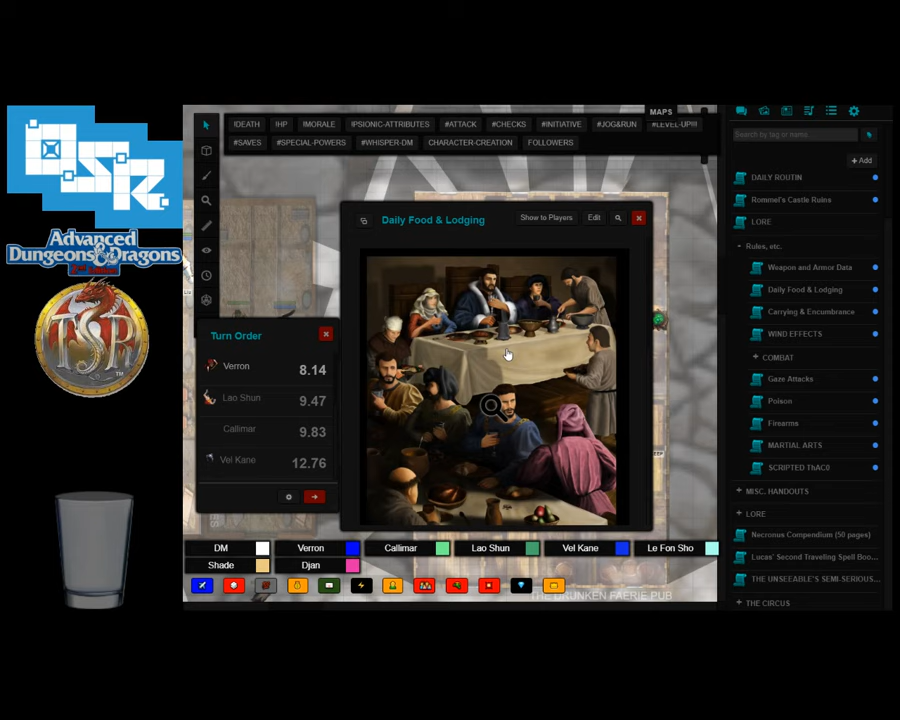 OSR
Advanced
Dungeons & Dragons
2nd Edition
TSR
TM
MAPS
!DEATH
!HP
!MORALE
!PSIONIC-ATTRIBUTES
#ATTACK
#CHECKS
#INITIATIVE
#JOG&RUN
#LEVEL-UP!!!
#SAVES
#SPECIAL-POWERS
#WHISPER-DM
CHARACTER-CREATION
FOLLOWERS
Daily Food & Lodging
Show to Players
Edit
Turn Order
Verron
8.14
Lao Shun
9.47
Callimar
9.83
Vel Kane
12.76
DM
Verron
Callimar
Lao Shun
Vel Kane
Le Fon Sho
Shade
Djan
THE DRUNKEN FAERIE PUB
Search by tag or name...
+ Add
DAILY ROUTIN
Rommel's Castle Ruins
LORE
Rules, etc.
Weapon and Armor Data
Daily Food & Lodging
Carrying & Encumbrance
WIND EFFECTS
COMBAT
Gaze Attacks
Poison
Firearms
MARTIAL ARTS
SCRIPTED THAC0
MISC. HANDOUTS
LORE
Necronus Compendium (50 pages)
Lucas' Second Traveling Spell Boo...
THE UNSEEABLE'S SEMI-SERIOUS...
THE CIRCUS